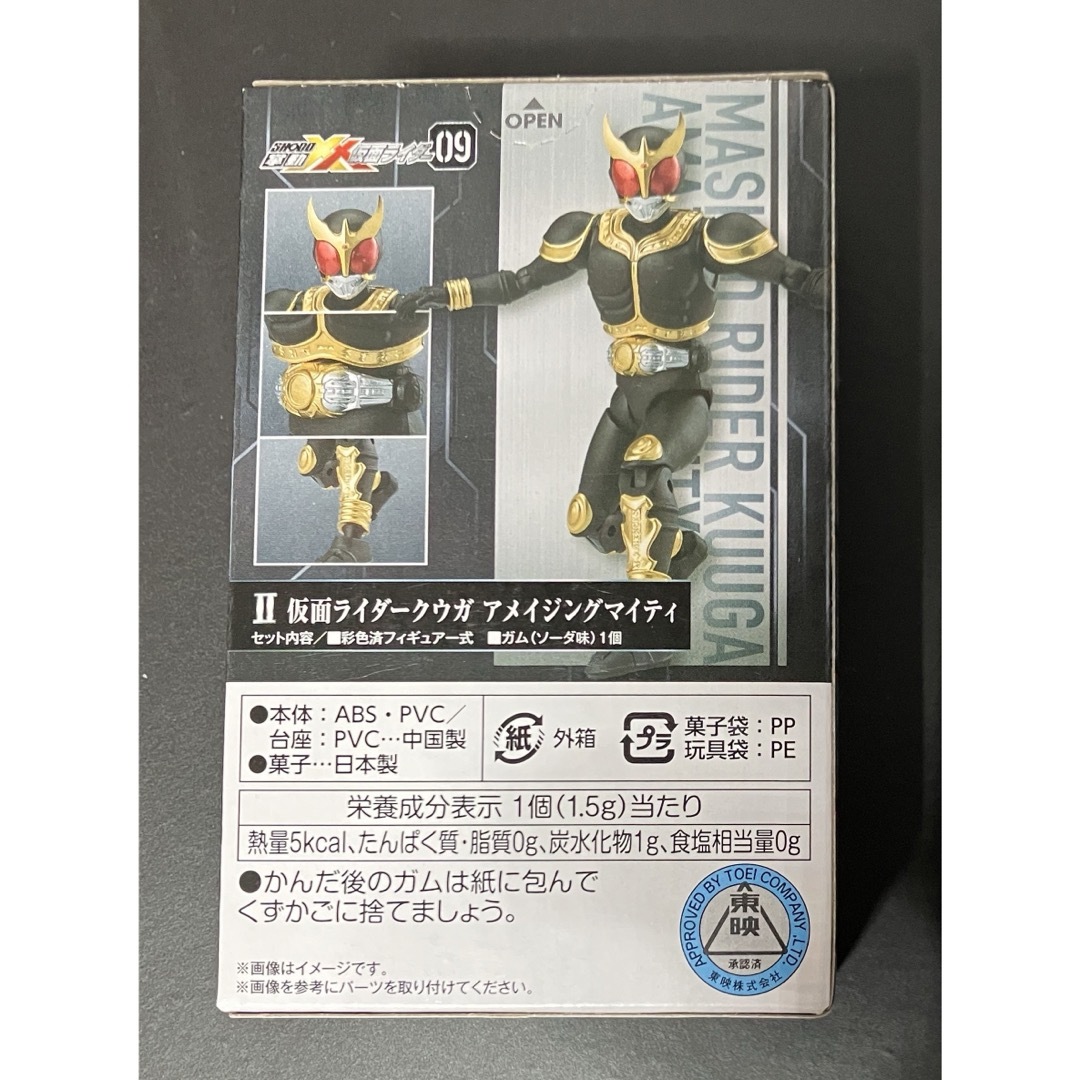 OPEN
SHODO
掌動XX仮面ライダー09
MASKED RIDER KUUGA
Ⅱ 仮面ライダークウガ アメイジングマイティ
セット内容/■彩色済フィギュア一式 ■ガム(ソーダ味)1個
●本体:ABS・PVC/
台座:PVC…中国製
●菓子…日本製
紙 外箱
プラ 菓子袋:PP
玩具袋:PE
栄養成分表示 1個(1.5g)当たり
熱量5kcal、たんぱく質・脂質0g、炭水化物1g、食塩相当量0g
●かんだ後のガムは紙に包んで
くずかごに捨てましょう。
※画像はイメージです。
※画像を参考にパーツを取り付けてください。
APPROVED BY TOEI COMPANY,LTD.
東映
承認済
東映株式会社